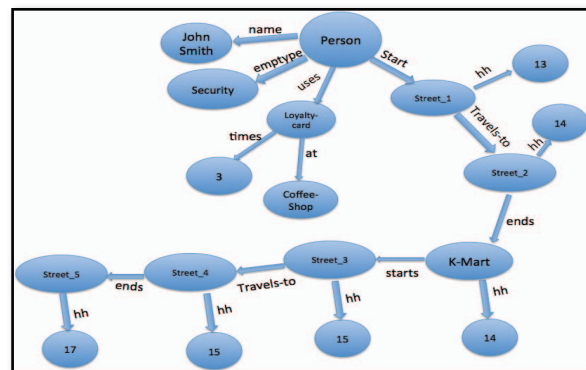 name
John
Smith
Person
emptype
Security
uses
Start
hh
13
Street_1
Loyalty-
card
Travels-to
14
times
at
hh
Street_2
3
Coffee-
Shop
ends
Street_5
ends
Street_4
Travels-to
Street_3
starts
K-Mart
hh
hh
hh
hh
17
15
15
14